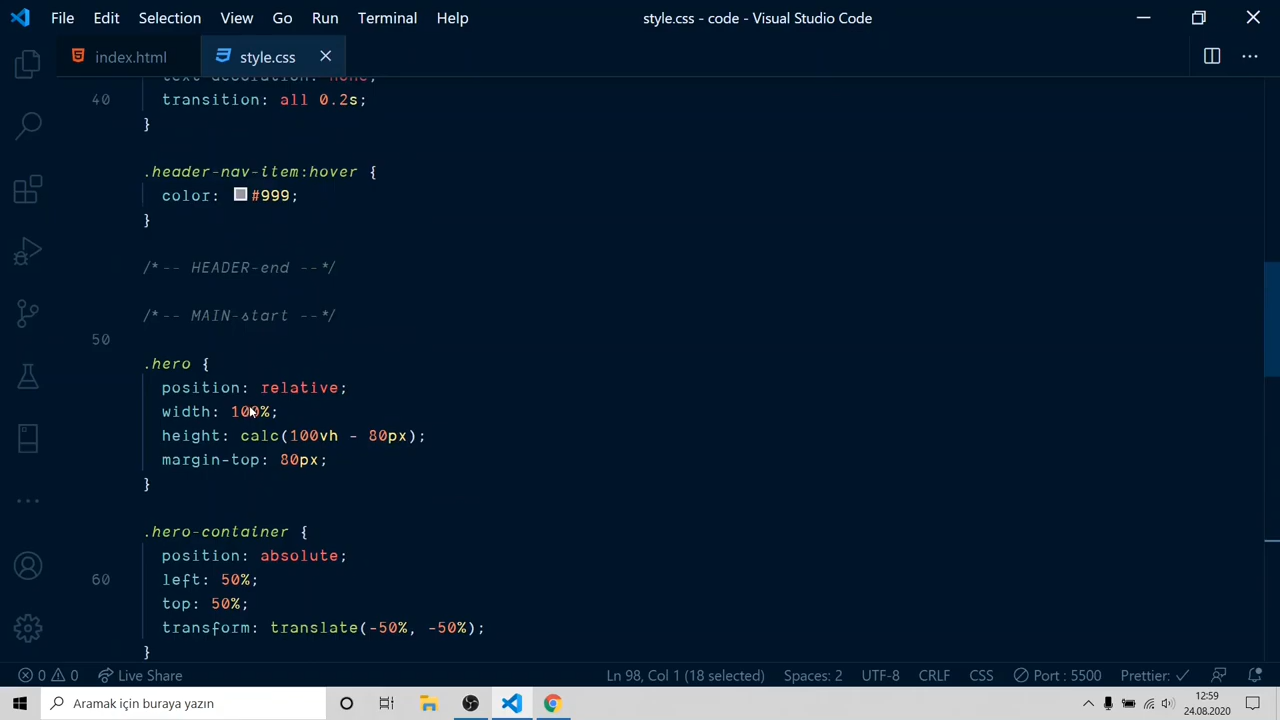 File Edit Selection View Go Run Terminal Help style.css - code - Visual Studio Code
index.html style.css
text-decoration: none;
40 transition: all 0.2s;
}
.header-nav-item:hover {
color: #999;
}
/*-- HEADER-end --*/
/*-- MAIN-start --*/
50
.hero {
position: relative;
width: 100%;
height: calc(100vh - 80px);
margin-top: 80px;
}
.hero-container {
position: absolute;
60 left: 50%;
top: 50%;
transform: translate(-50%, -50%);
}
0 0 Live Share Ln 98, Col 1 (18 selected) Spaces: 2 UTF-8 CRLF CSS Port : 5500 Prettier: ✓
Aramak için buraya yazın 12:59
24.08.2020